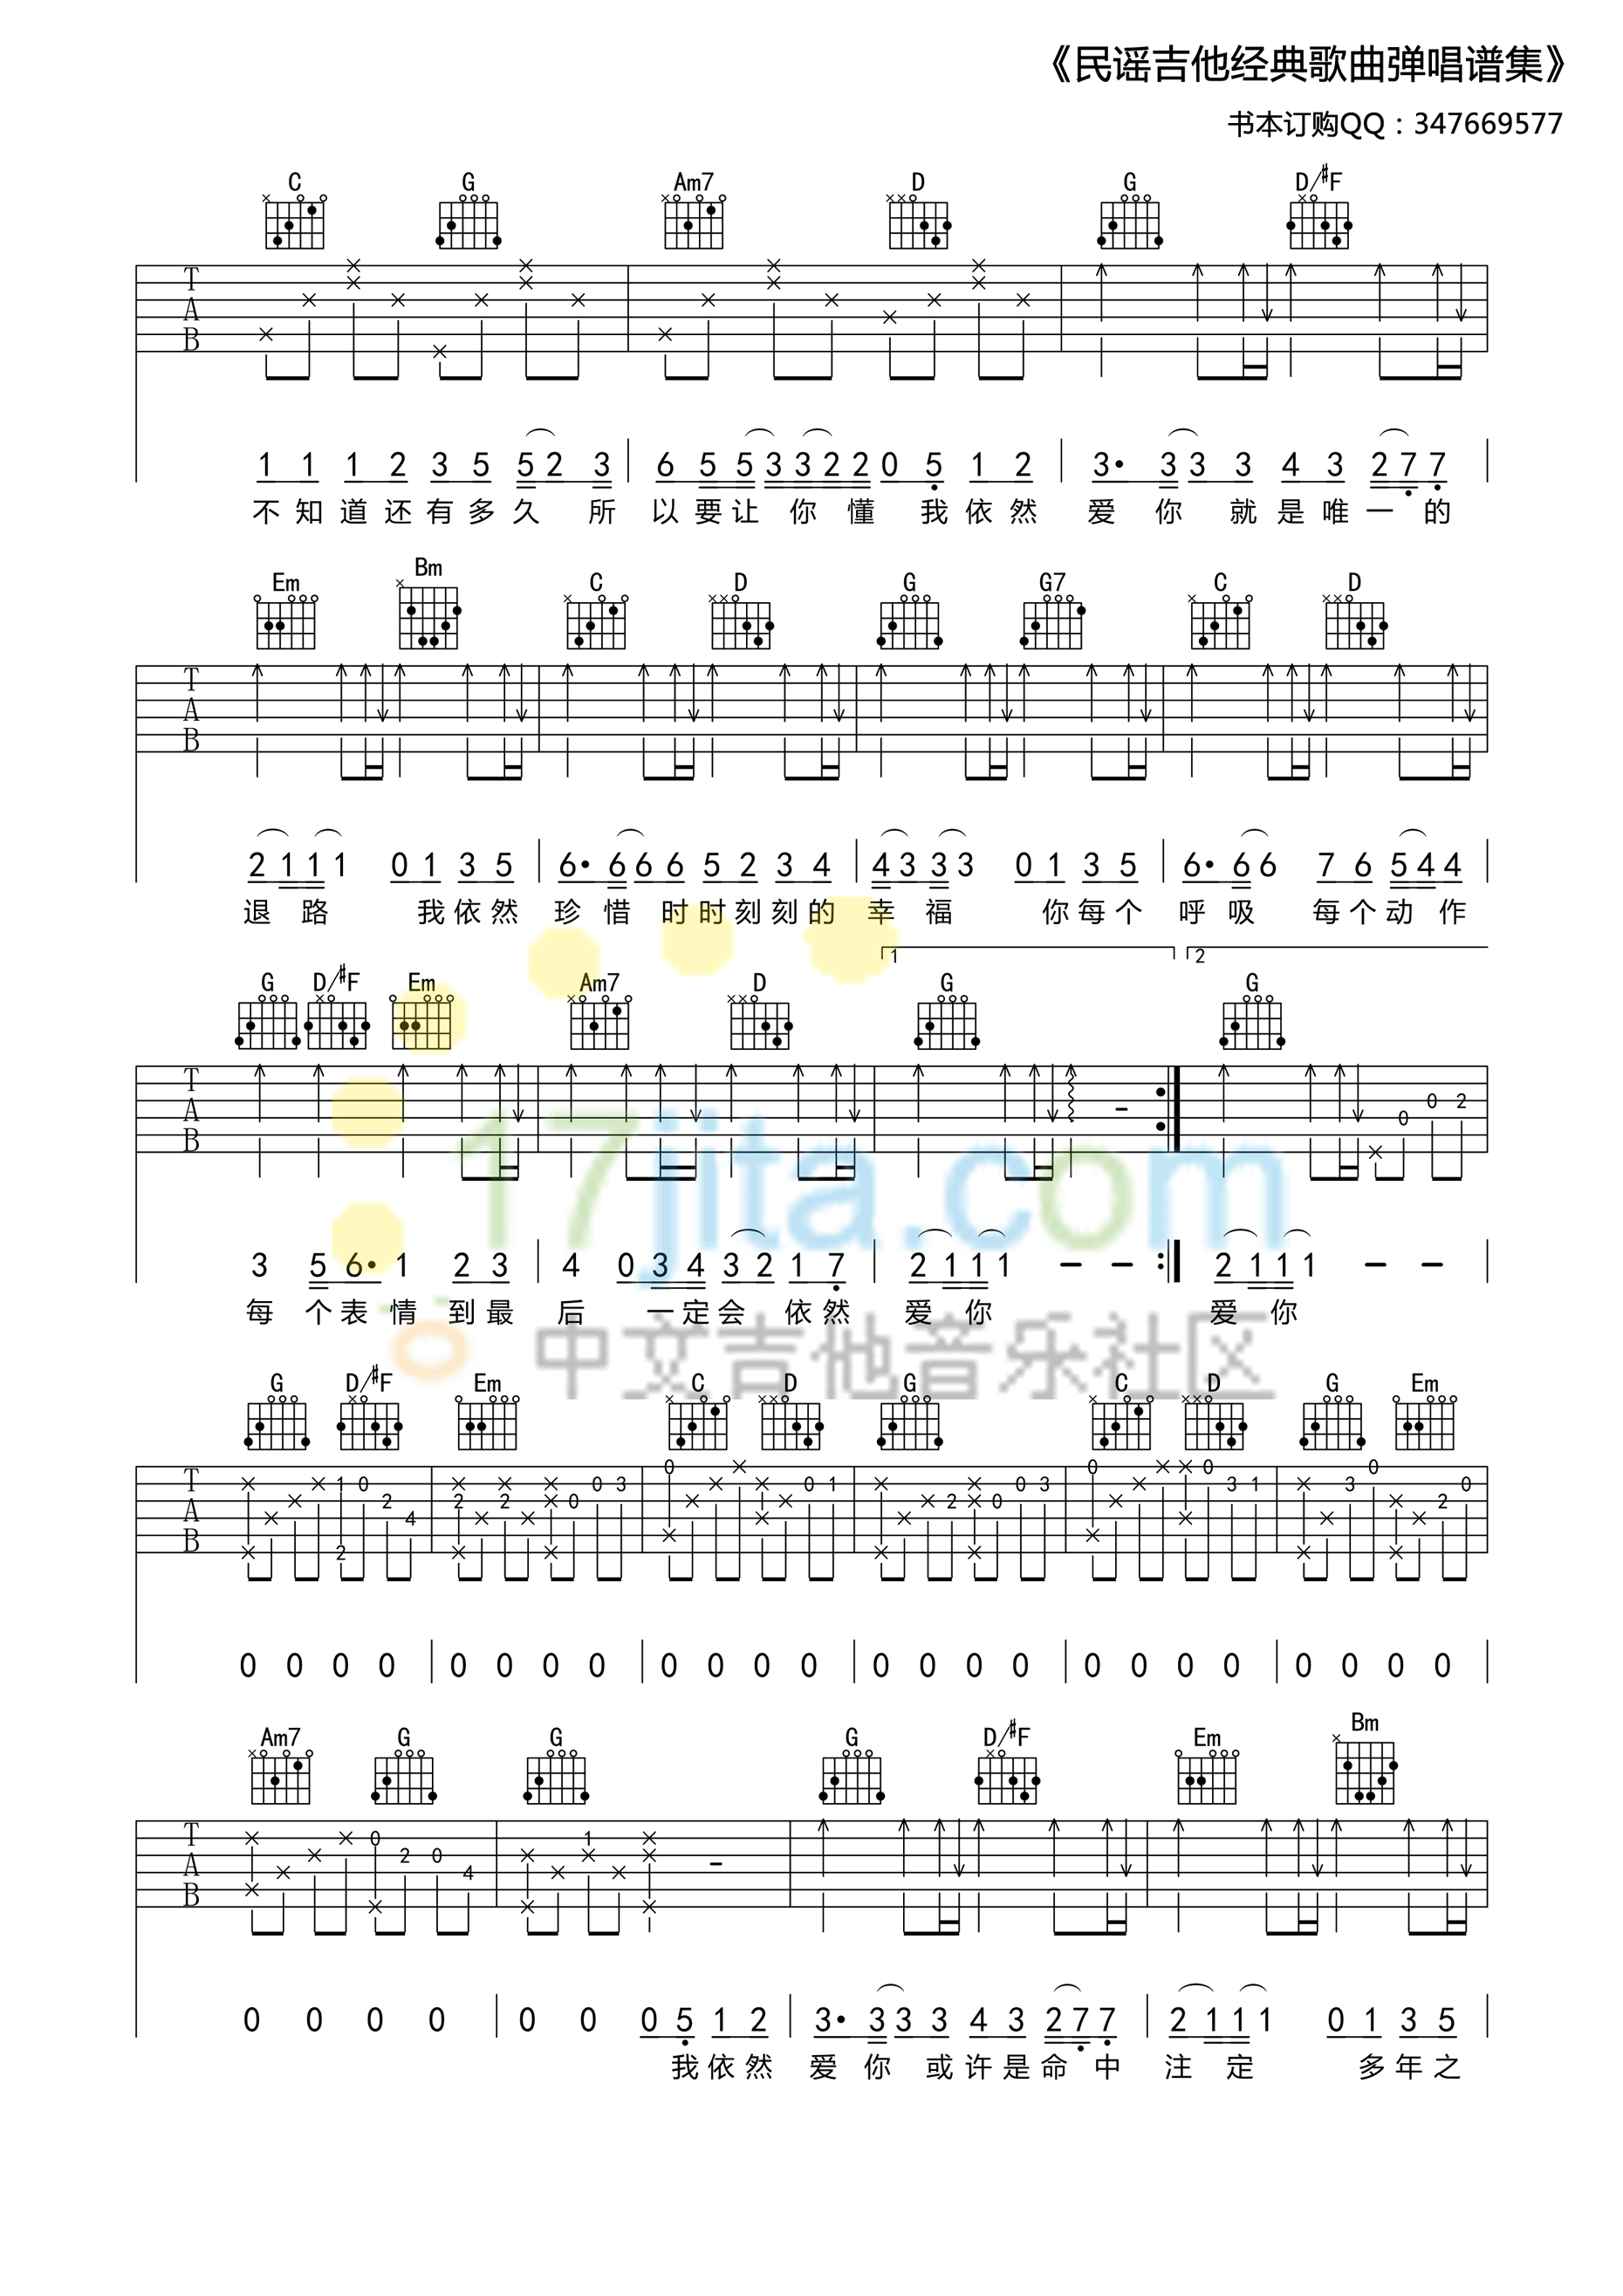 《民谣吉他经典歌曲弹唱谱集》
书本订购QQ：347669577
C G Am7 D G D/#F
T
A
B
1 1 1 2 3 5 5 2 3 6 5 5 3 3 2 2 0 5 1 2 3· 3 3 3 4 3 2 7 7
不知道还有多久 所 以要让 你 懂 我依然 爱 你 就是唯一的
Em Bm C D G G7 C D
T
A
B
2 1 1 1 0 1 3 5 6· 6 6 6 5 2 3 4 4 3 3 3 0 1 3 5 6· 6 6 7 6 5 4 4
退 路 我依然 珍 惜 时时刻刻的 幸 福 你每个 呼 吸 每个动 作
1 2
G D/#F Em Am7 D G G
T
A
B
0 0 2
3 5 6· 1 2 3 4 0 3 4 3 2 1 7 2 1 1 1 – – 2 1 1 1 – –
每 个表 情 到最 后 一定会 依然 爱 你 爱 你
17jita.com
中文吉他音乐社区
G D/#F Em C D G C D G Em
T
A
B
1 0 2 4 2 2 2 0 0 3 0 0 1 2 0 0 3 0 0 3 1 3 0 2 0
0 0 0 0 0 0 0 0 0 0 0 0 0 0 0 0 0 0 0 0 0 0 0 0
Am7 G G G D/#F Em Bm
T
A
B
0 2 0 4 1
0 0 0 0 0 0 0 5 1 2 3· 3 3 3 4 3 2 7 7 2 1 1 1 0 1 3 5
我依然 爱 你 或许是命 中 注 定 多年之